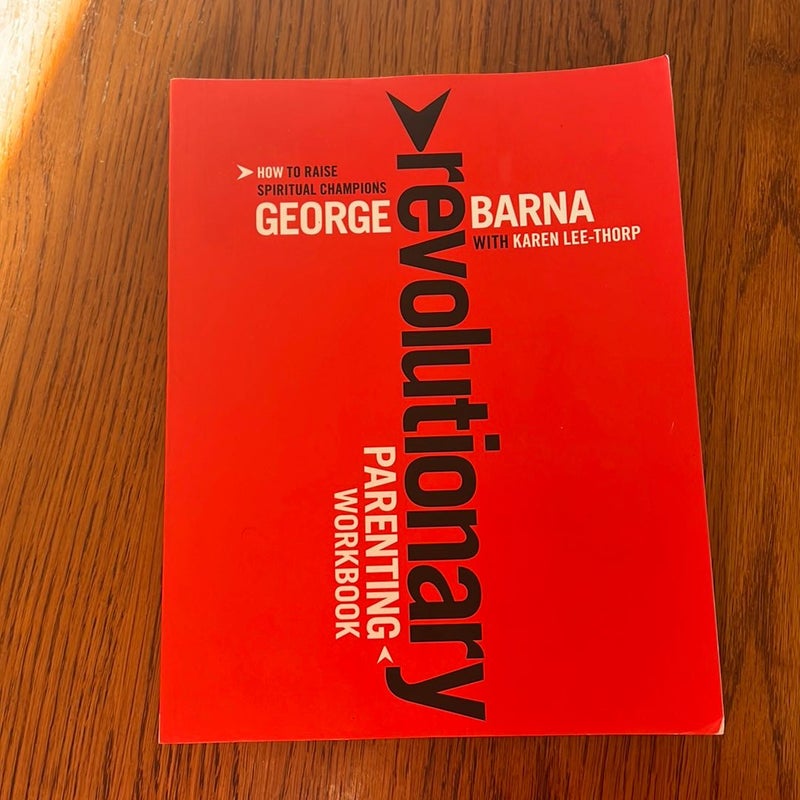 HOW TO RAISE
SPIRITUAL CHAMPIONS
GEORGE BARNA
WITH KAREN LEE-THORP
revolutionary
PARENTING
WORKBOOK